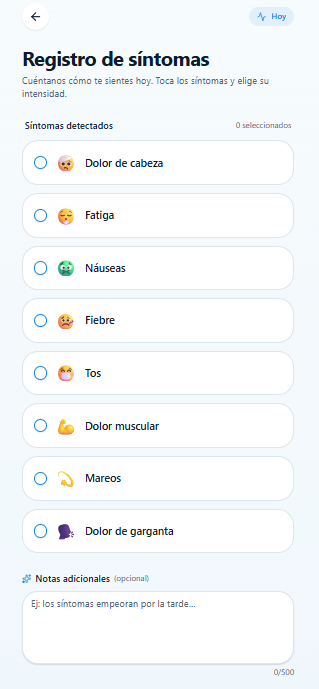 Hoy
Registro de síntomas
Cuéntanos cómo te sientes hoy. Toca los síntomas y elige su
intensidad.
Síntomas detectados
0 seleccionados
Dolor de cabeza
Fatiga
Náuseas
Fiebre
Tos
Dolor muscular
Mareos
Dolor de garganta
Notas adicionales (opcional)
Ej: los síntomas empeoran por la tarde...
0/500